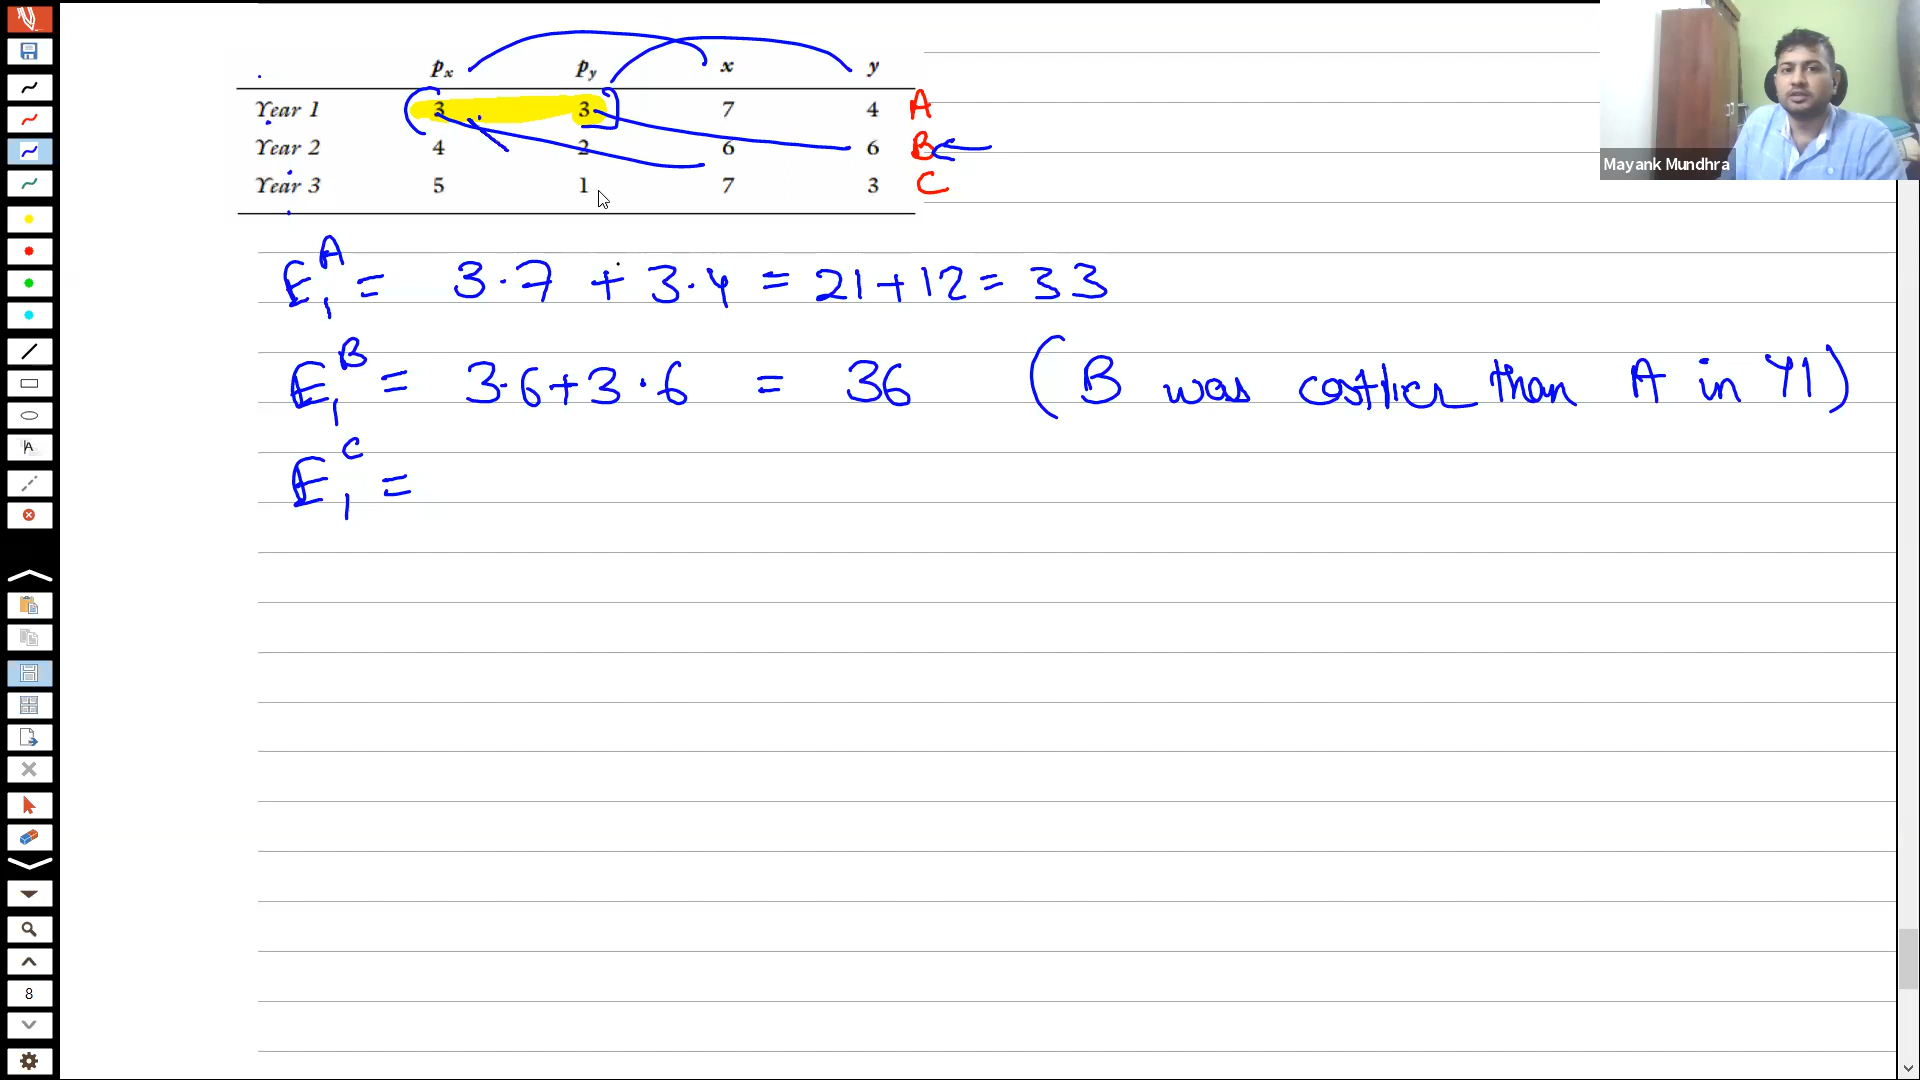 p_x p_y x y
Year 1 3 3 7 4 A
Year 2 4 2 6 6 B
Year 3 5 1 7 3 C
Mayank Mundhra
E₁ᴬ = 3·7 + 3·4 = 21+12 = 33
E₁ᴮ = 3·6+3·6 = 36 (B was costlier than A in Y1)
E₁ᶜ =
A
8